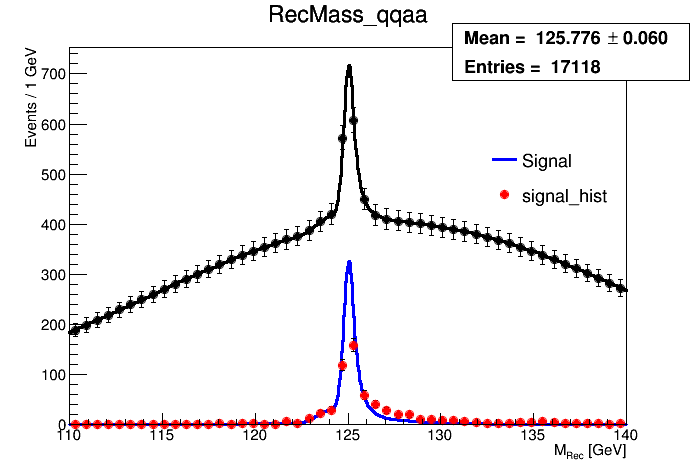 RecMass_qqaa
Mean = 125.776 ± 0.060
Entries = 17118
Events / 1 GeV
700
600
500
400
300
200
100
0
Signal
signal_hist
110 115 120 125 130 135 140
M_Rec [GeV]